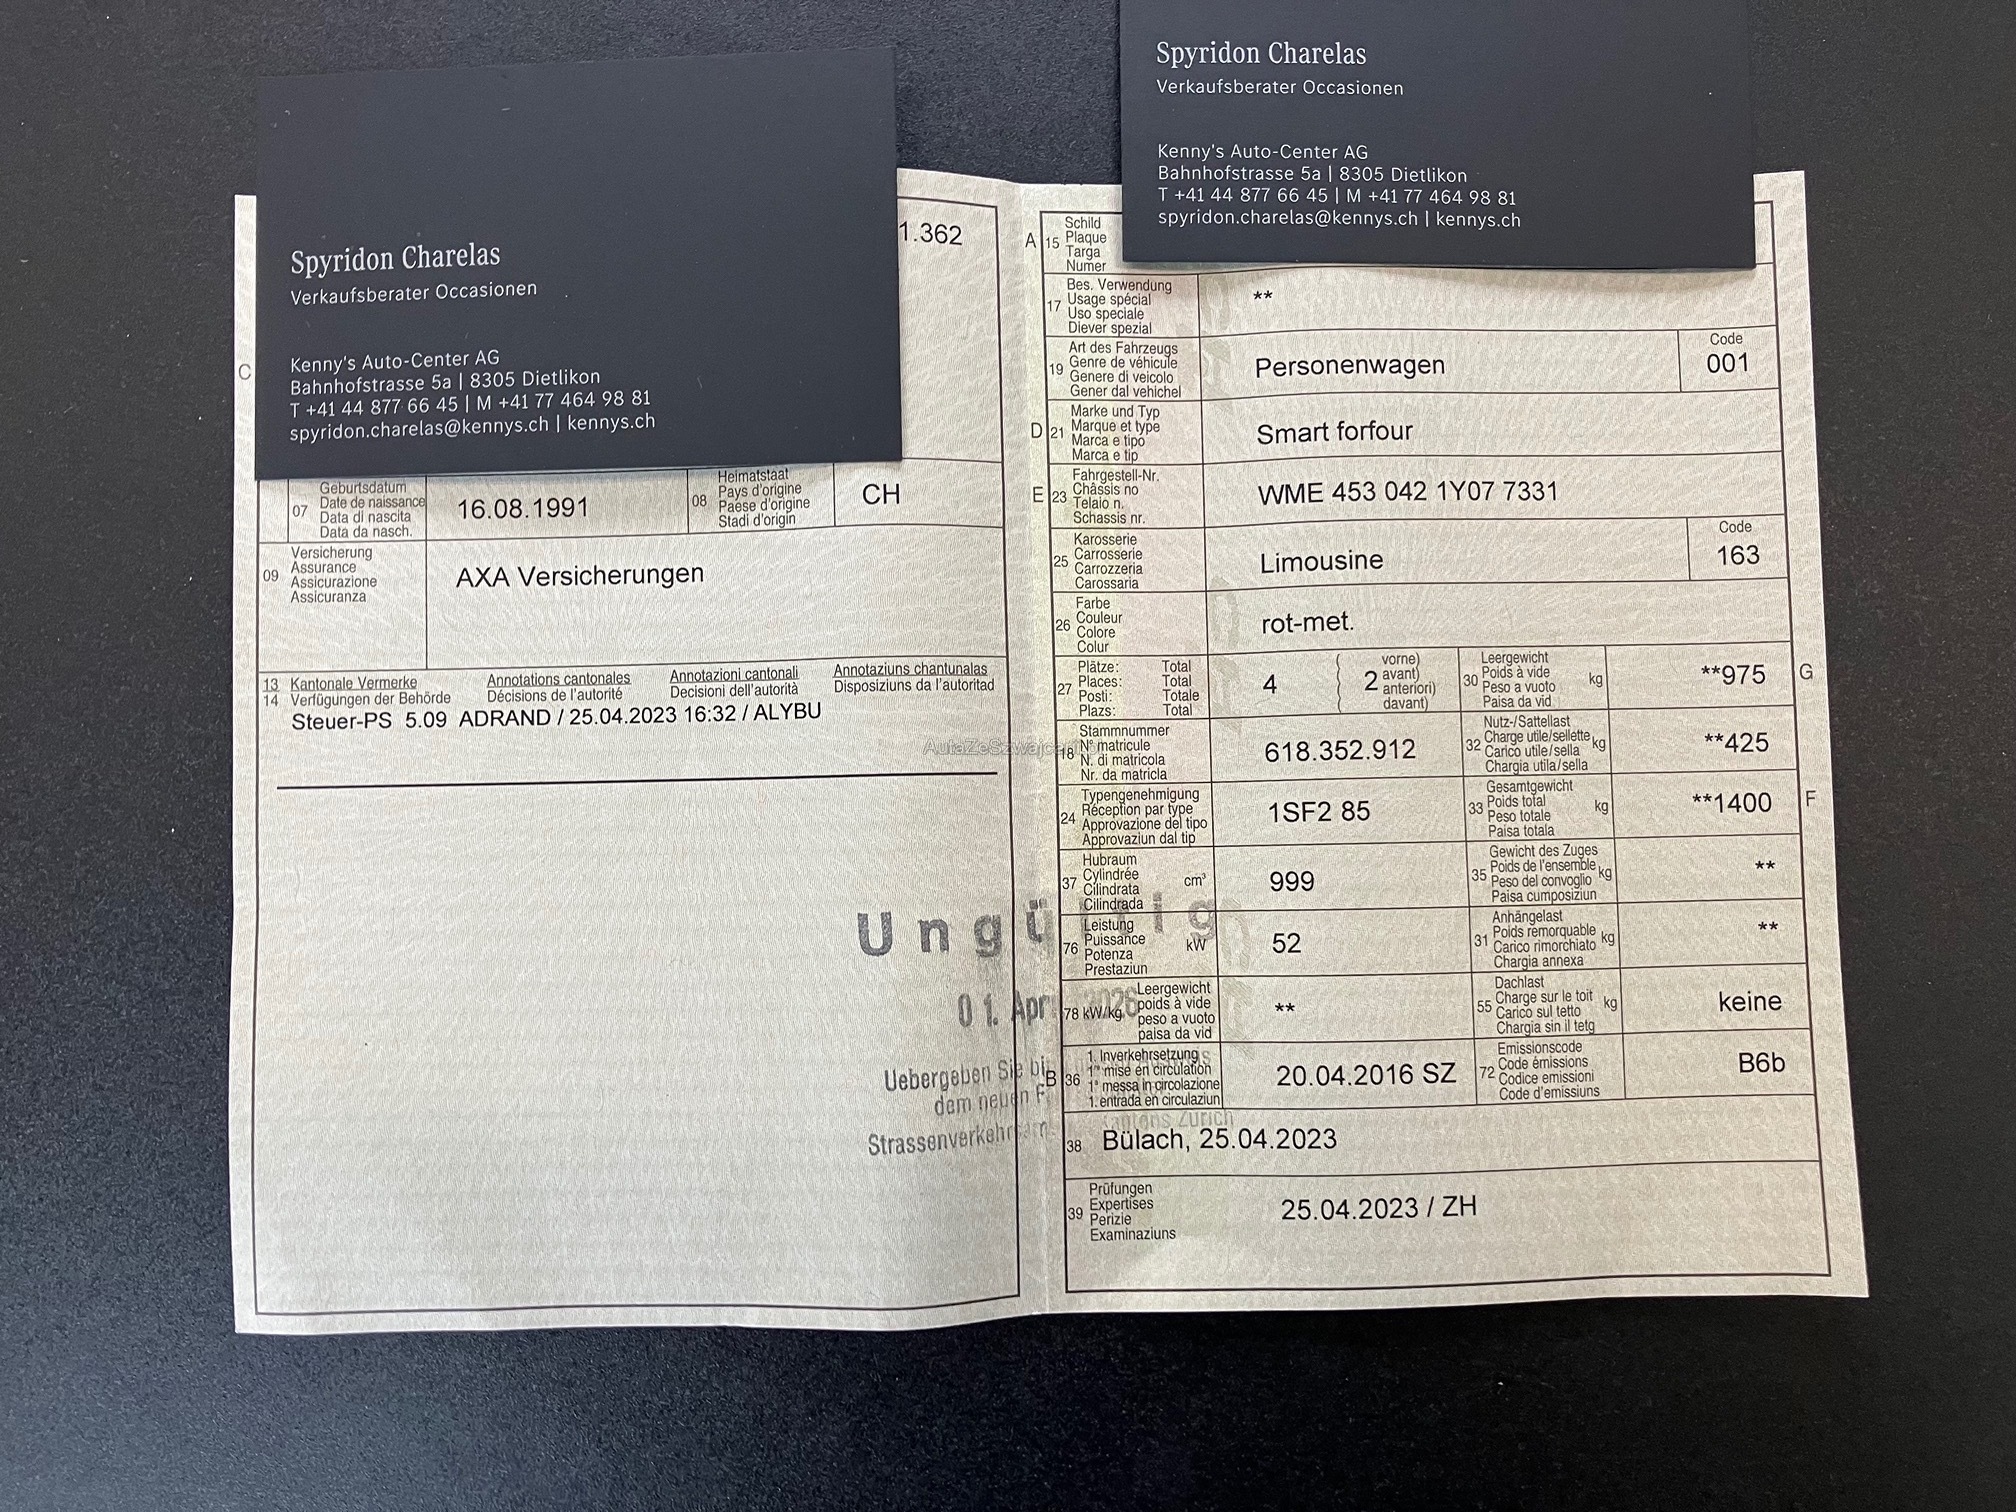 Spyridon Charelas
Verkaufsberater Occasionen
Kenny's Auto-Center AG
Bahnhofstrasse 5a | 8305 Dietlikon
T +41 44 877 66 45 | M +41 77 464 98 81
spyridon.charelas@kennys.ch | kennys.ch
1.362
C
07
Geburtsdatum
Date de naissance
Data di nascita
Data da nasch.
16.08.1991
08
Heimatstaat
Pays d'origine
Paese d'origine
Stadi d'origin
CH
09
Versicherung
Assurance
Assicurazione
Assicuranza
AXA Versicherungen
13 Kantonale Vermerke Annotations cantonales Annotazioni cantonali Annotaziuns chantunalas
14 Verfügungen der Behörde Décisions de l'autorité Decisioni dell'autorità Disposiziuns da l'autoritad
Steuer-PS 5.09 ADRAND / 25.04.2023 16:32 / ALYBU
Ungültig
01. April 2026
Uebergeben Sie
dem neuen
Strassenverkehrsamt
Kantons Zürich
Spyridon Charelas
Verkaufsberater Occasionen
Kenny's Auto-Center AG
Bahnhofstrasse 5a | 8305 Dietlikon
T +41 44 877 66 45 | M +41 77 464 98 81
spyridon.charelas@kennys.ch | kennys.ch
A 15
Schild
Plaque
Targa
Numer
17
Bes. Verwendung
Usage spécial
Uso speciale
Diever spezial
**
19
Art des Fahrzeugs
Genre de véhicule
Genere di veicolo
Gener dal vehichel
Personenwagen
Code
001
D 21
Marke und Typ
Marque et type
Marca e tipo
Marca e tip
Smart forfour
E 23
Fahrgestell-Nr.
Châssis no
Telaio n.
Schassis nr.
WME 453 042 1Y07 7331
25
Karosserie
Carrosserie
Carrozzeria
Carossaria
Limousine
Code
163
26
Farbe
Couleur
Colore
Colur
rot-met.
27
Plätze: Total
Places: Total
Posti: Totale
Plazs: Total
4
2
vorne)
avant)
anteriori)
davant)
30
Leergewicht
Poids à vide
Peso a vuoto
Paisa da vid
kg
**975
G
18
Stammnummer
N° matricule
N. di matricola
Nr. da matricla
618.352.912
32
Nutz-/Sattellast
Charge utile/sellette
Carico utile/sella
Chargia utila/sella
kg
**425
24
Typengenehmigung
Réception par type
Approvazione del tipo
Approvaziun dal tip
1SF2 85
33
Gesamtgewicht
Poids total
Peso totale
Paisa totala
kg
**1400
F
37
Hubraum
Cylindrée
Cilindrata
Cilindrada
cm³
999
35
Gewicht des Zuges
Poids de l'ensemble
Peso del convoglio
Paisa cumposiziun
kg
**
76
Leistung
Puissance
Potenza
Prestaziun
kW
52
31
Anhängelast
Poids remorquable
Carico rimorchiato
Chargia annexa
kg
**
78 kW/kg
Leergewicht
poids à vide
peso a vuoto
paisa da vid
**
55
Dachlast
Charge sur le toit
Carico sul tetto
Chargia sin il tetg
kg
keine
B 36
1. Inverkehrsetzung
1re mise en circulation
1a messa in circolazione
1. entrada en circulaziun
20.04.2016 SZ
72
Emissionscode
Code émissions
Codice emissioni
Code d'emissiuns
B6b
38
Bülach, 25.04.2023
39
Prüfungen
Expertises
Perizie
Examinaziuns
25.04.2023 / ZH